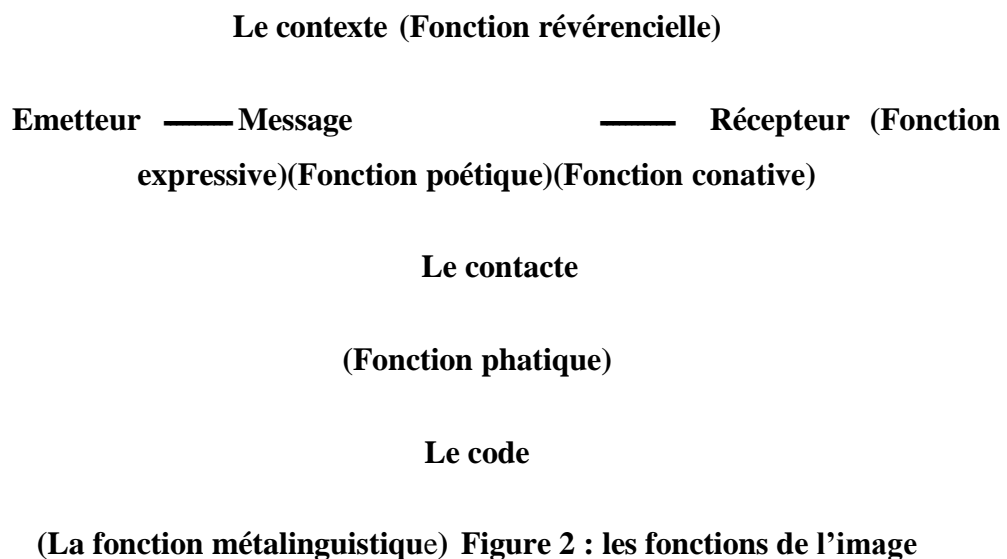 Le contexte (Fonction révérencielle)
Emetteur Message Récepteur (Fonction
expressive)(Fonction poétique)(Fonction conative)
Le contacte
(Fonction phatique)
Le code
(La fonction métalinguistique) Figure 2 : les fonctions de l’image